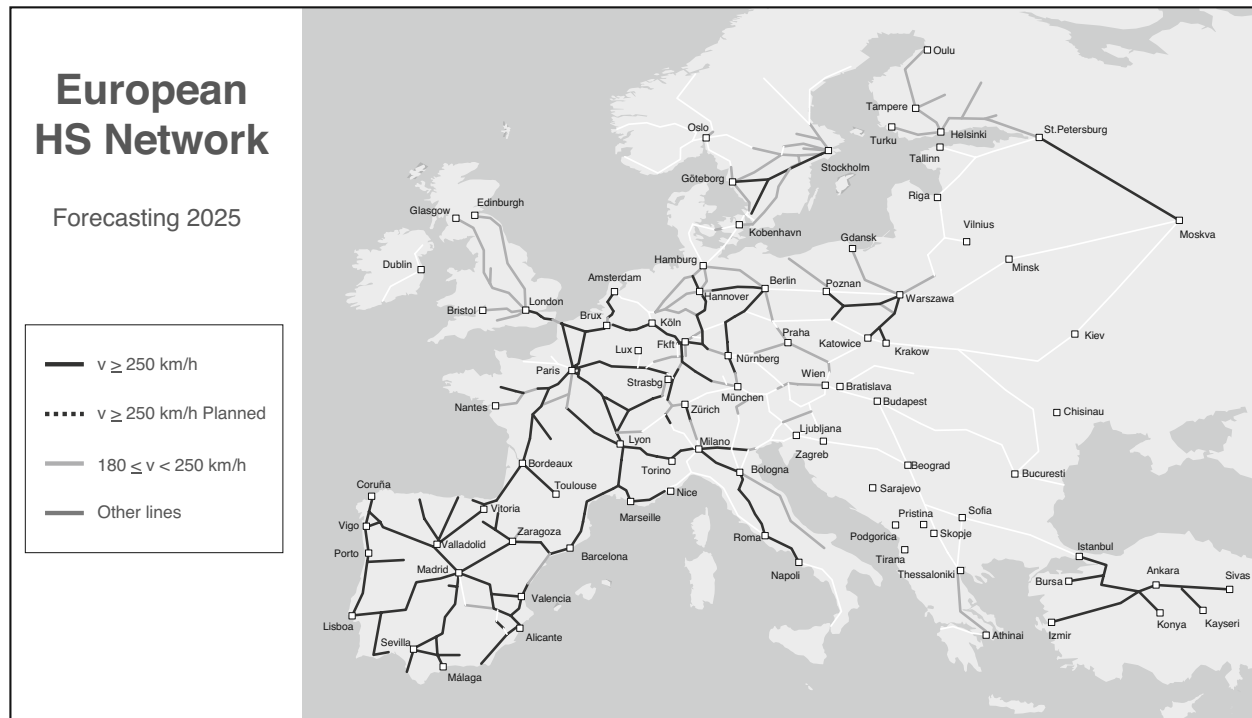 European
HS Network
Forecasting 2025
v ≥ 250 km/h
v ≥ 250 km/h Planned
180 ≤ v < 250 km/h
Other lines
Oulu
Tampere
Turku
Helsinki
St.Petersburg
Tallinn
Oslo
Stockholm
Göteborg
Riga
Vilnius
Moskva
Minsk
Kobenhavn
Gdansk
Glasgow
Edinburgh
Dublin
Hamburg
Amsterdam
Berlin
Poznan
Hannover
Warszawa
London
Bristol
Brux
Köln
Kiev
Praha
Katowice
Krakow
Fkft
Lux
Nürnberg
Paris
Strasbg
München
Wien
Bratislava
Budapest
Nantes
Zürich
Chisinau
Lyon
Milano
Ljubljana
Zagreb
Torino
Bologna
Beograd
Bucuresti
Bordeaux
Toulouse
Nice
Marseille
Sarajevo
Coruña
Vitoria
Vigo
Zaragoza
Pristina
Sofia
Podgorica
Skopje
Valladolid
Porto
Barcelona
Roma
Tirana
Istanbul
Madrid
Napoli
Thessaloniki
Bursa
Ankara
Sivas
Valencia
Lisboa
Alicante
Sevilla
Athinai
Izmir
Konya
Kayseri
Málaga